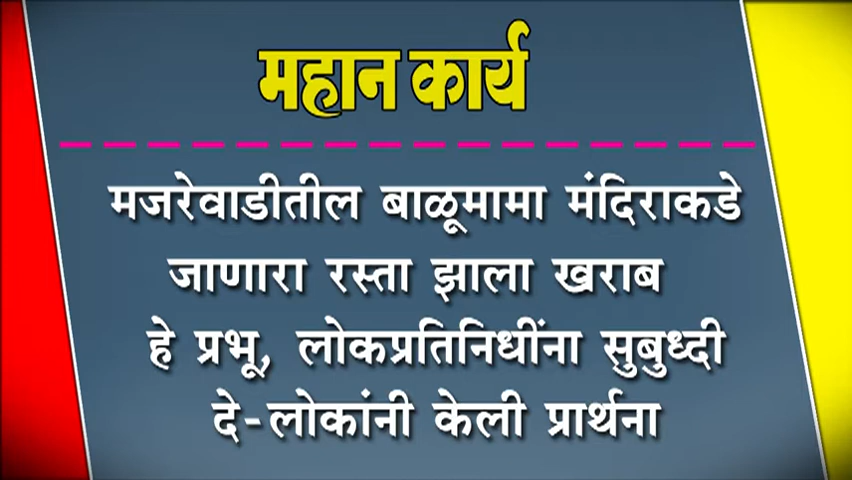 महान कार्य
मजरेवाडीतील बाळूमामा मंदिराकडे
जाणारा रस्ता झाला खराब
हे प्रभू, लोकप्रतिनिधींना सुबुध्दी
दे-लोकांनी केली प्रार्थना